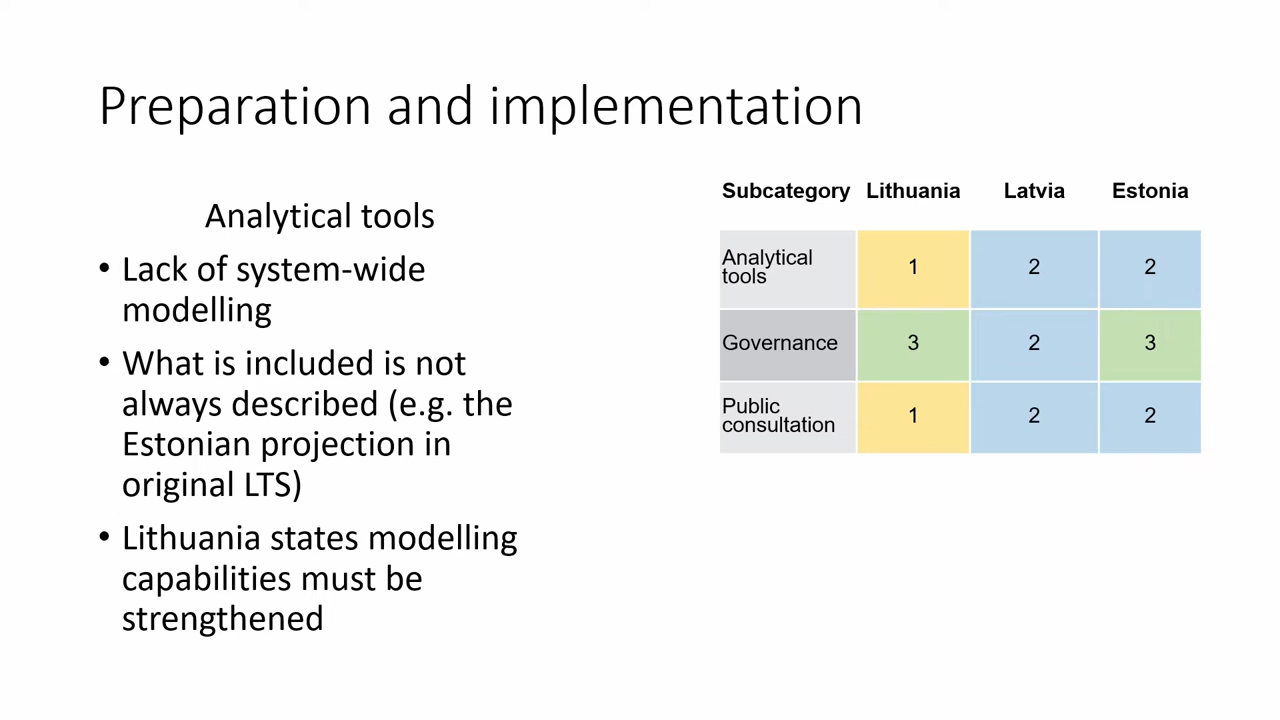 Preparation and implementation
Analytical tools
• Lack of system-wide
modelling
• What is included is not
always described (e.g. the
Estonian projection in
original LTS)
• Lithuania states modelling
capabilities must be
strengthened
Subcategory Lithuania Latvia Estonia
Analytical
tools 1 2 2
Governance 3 2 3
Public
consultation 1 2 2